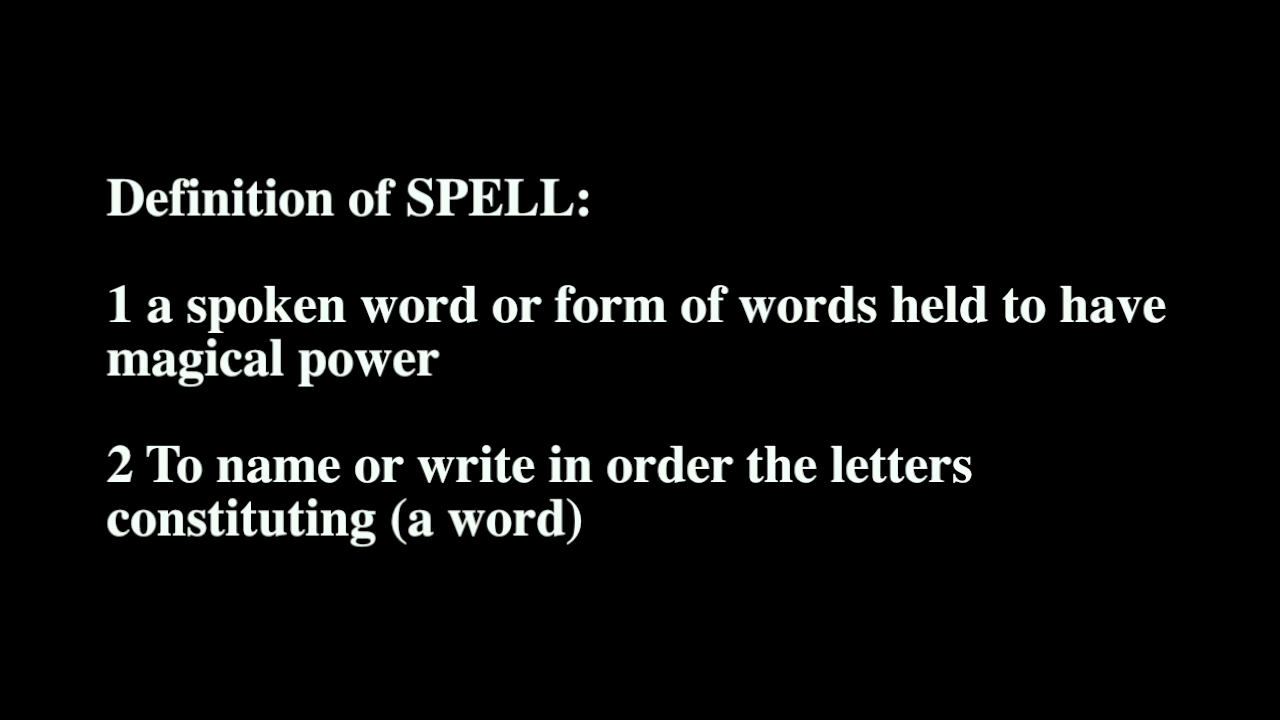 Definition of SPELL:
1 a spoken word or form of words held to have
magical power
2 To name or write in order the letters
constituting (a word)